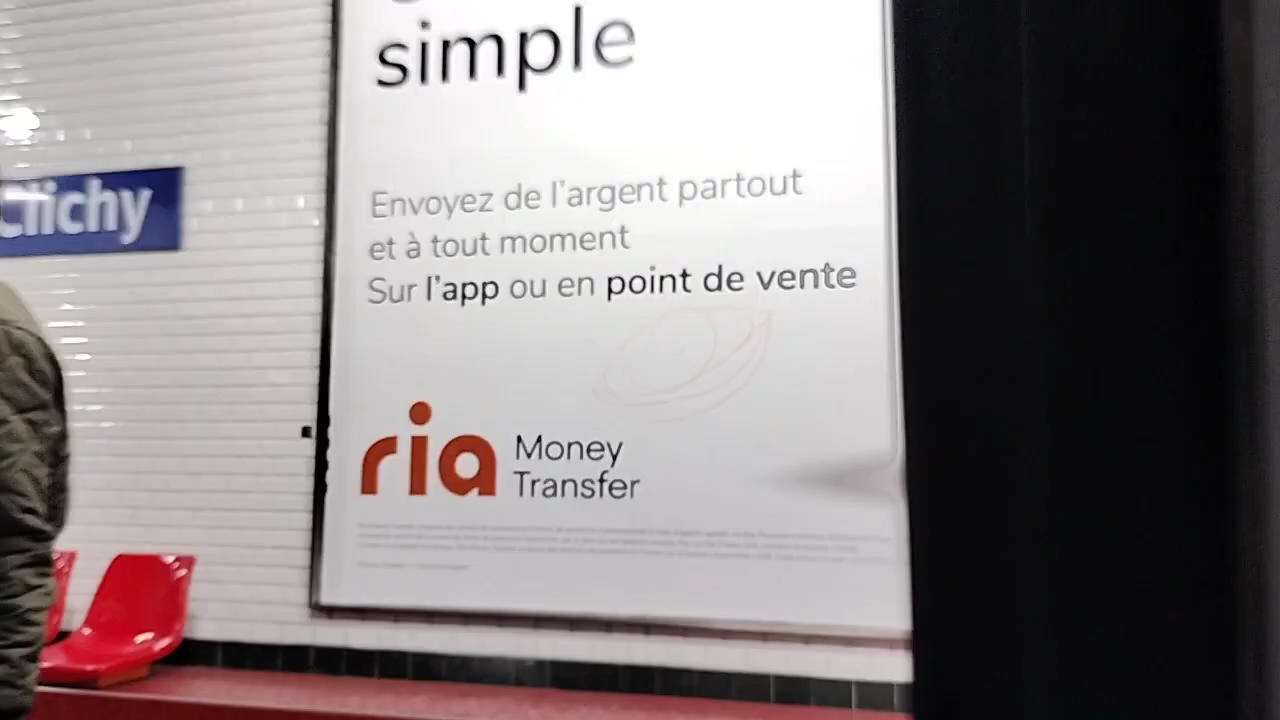 simple
Clichy
Envoyez de l'argent partout
et à tout moment
Sur l'app ou en point de vente
ria Money
Transfer